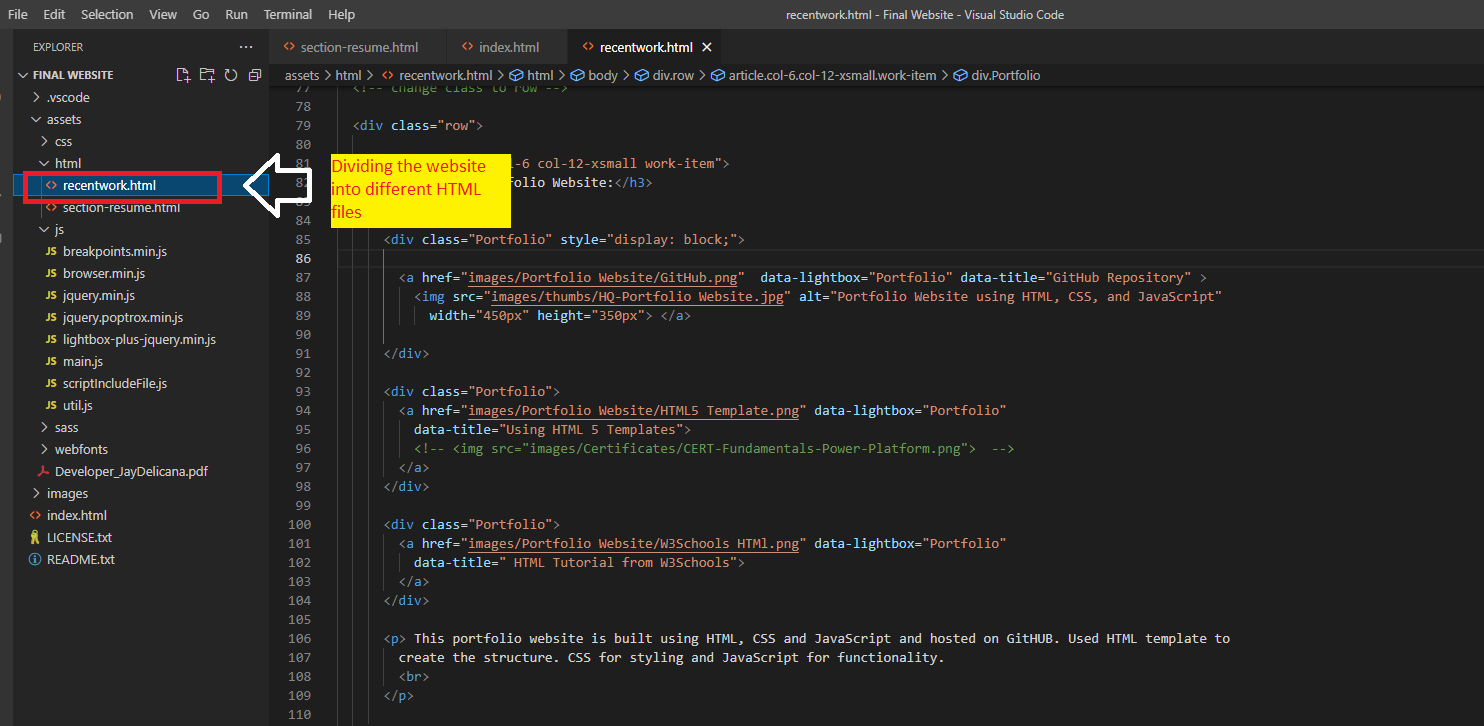 File Edit Selection View Go Run Terminal Help
recentwork.html - Final Website - Visual Studio Code
EXPLORER ...
FINAL WEBSITE
.vscode
assets
css
html
recentwork.html
section-resume.html
js
JS breakpoints.min.js
JS browser.min.js
JS jquery.min.js
JS jquery.poptrox.min.js
JS lightbox-plus-jquery.min.js
JS main.js
JS scriptIncludeFile.js
JS util.js
sass
webfonts
Developer_JayDelicana.pdf
images
index.html
LICENSE.txt
README.txt
Dividing the website
into different HTML
files
section-resume.html index.html recentwork.html
assets > html > recentwork.html > html > body > div.row > article.col-6.col-12-xsmall.work-item > div.Portfolio
77 <!-- change class to row -->
78
79 <div class="row">
80
81 -6 col-12-xsmall work-item">
82 folio Website:</h3>
83
84
85 <div class="Portfolio" style="display: block;">
86
87 <a href="images/Portfolio Website/GitHub.png" data-lightbox="Portfolio" data-title="GitHub Repository" >
88 <img src="images/thumbs/HQ-Portfolio Website.jpg" alt="Portfolio Website using HTML, CSS, and JavaScript"
89 width="450px" height="350px"> </a>
90
91 </div>
92
93 <div class="Portfolio">
94 <a href="images/Portfolio Website/HTML5 Template.png" data-lightbox="Portfolio"
95 data-title="Using HTML 5 Templates">
96 <!-- <img src="images/Certificates/CERT-Fundamentals-Power-Platform.png"> -->
97 </a>
98 </div>
99
100 <div class="Portfolio">
101 <a href="images/Portfolio Website/W3Schools HTMl.png" data-lightbox="Portfolio"
102 data-title=" HTML Tutorial from W3Schools">
103 </a>
104 </div>
105
106 <p> This portfolio website is built using HTML, CSS and JavaScript and hosted on GitHUB. Used HTML template to
107 create the structure. CSS for styling and JavaScript for functionality.
108 <br>
109 </p>
110